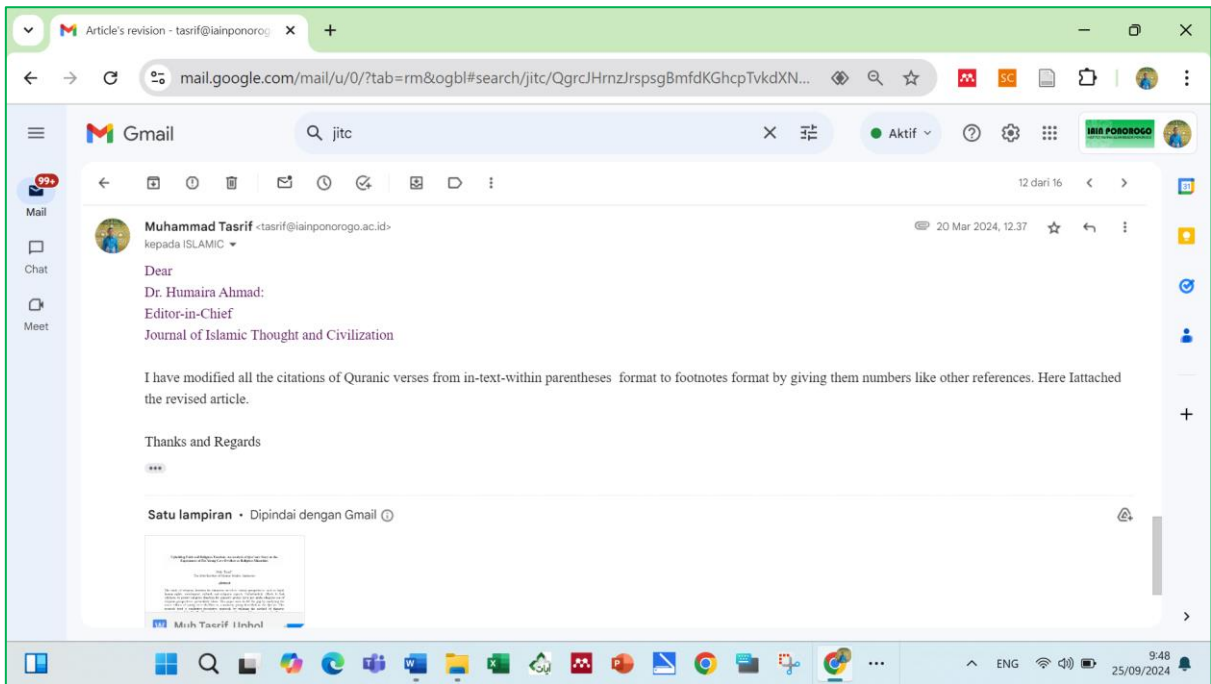 Article's revision - tasrif@iainponorog
mail.google.com/mail/u/0/?tab=rm&ogbl#search/jitc/QgrcJHrnzJrspsgBmfdKGhcpTvkdXN...
SC
Gmail
jitc
Aktif
IAIN PONOROGO
99+
12 dari 16
31
Mail
Muhammad Tasrif <tasrif@iainponorogo.ac.id>
20 Mar 2024, 12.37
kepada ISLAMIC
Chat
Dear
Dr. Humaira Ahmad:
Editor-in-Chief
Meet
Journal of Islamic Thought and Civilization
I have modified all the citations of Quranic verses from in-text-within parentheses format to footnotes format by giving them numbers like other references. Here Iattached
the revised article.
Thanks and Regards
Satu lampiran • Dipindai dengan Gmail
W Muh Tasrif_Uphol
ENG
9:48
25/09/2024